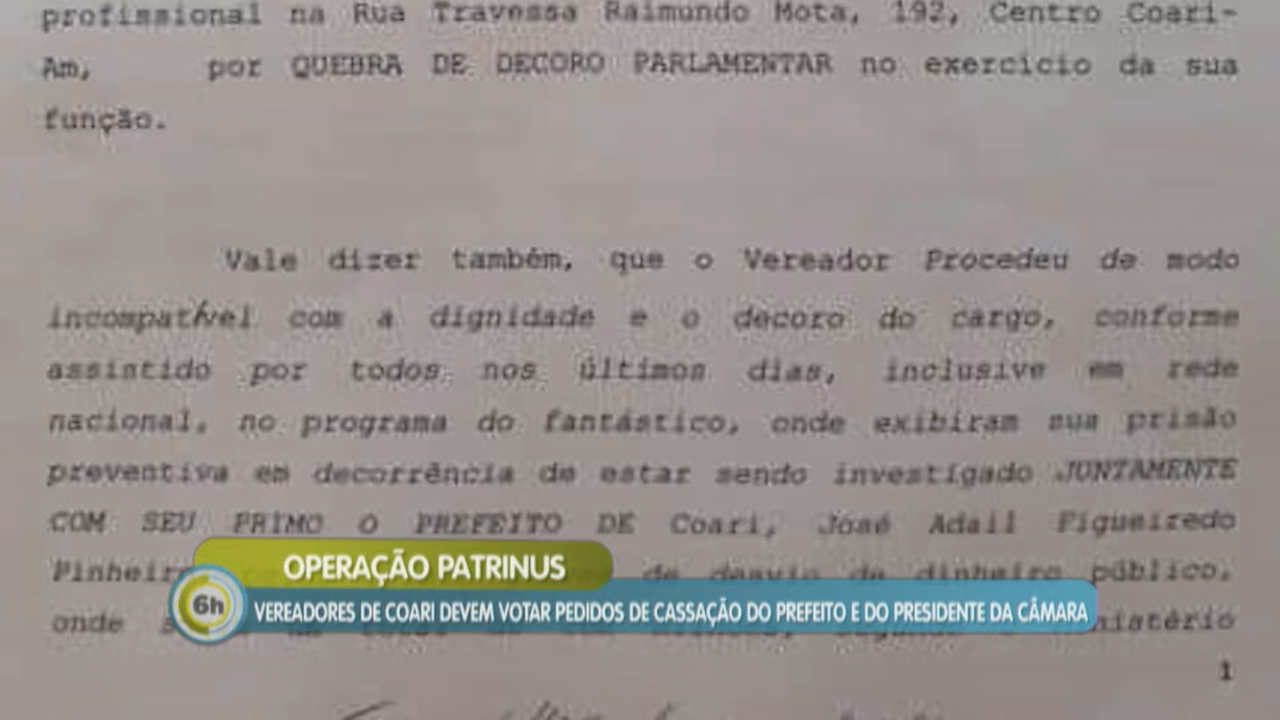 profissional na Rua Travessa Raimundo Mota, 192, Centro Coari-
Am, por QUEBRA DE DECORO PARLAMENTAR no exercício da sua
função.
Vale dizer também, que o Vereador Procedeu de modo
incompatível com a dignidade e o decoro do cargo, conforme
assistido por todos nos últimos dias, inclusive em rede
nacional, no programa do fantástico, onde exibiram sua prisão
preventiva em decorrência de estar sendo investigado JUNTAMENTE
COM SEU PRIMO O PREFEITO DE Coari, José Adail Figueiredo
Pinheiro de desvio de dinheiro público,
onde
1
OPERAÇÃO PATRINUS
6h
VEREADORES DE COARI DEVEM VOTAR PEDIDOS DE CASSAÇÃO DO PREFEITO E DO PRESIDENTE DA CÂMARA